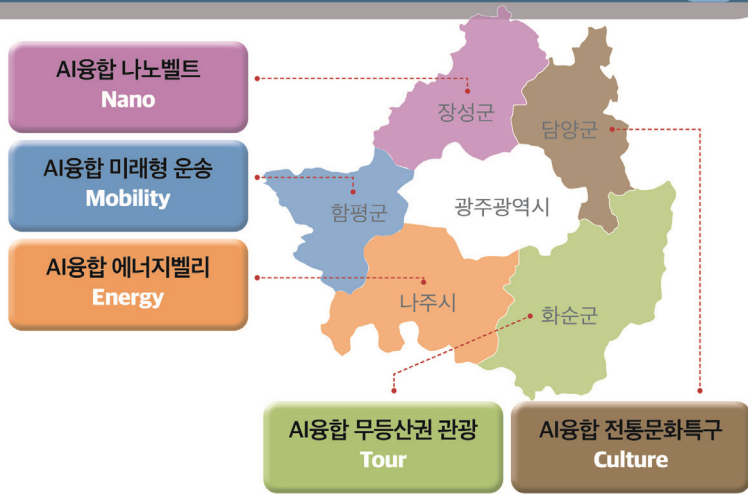 AI융합 나노벨트
Nano
AI융합 미래형 운송
Mobility
AI융합 에너지벨리
Energy
장성군
담양군
함평군
광주광역시
나주시
화순군
AI융합 무등산권 관광
Tour
AI융합 전통문화특구
Culture